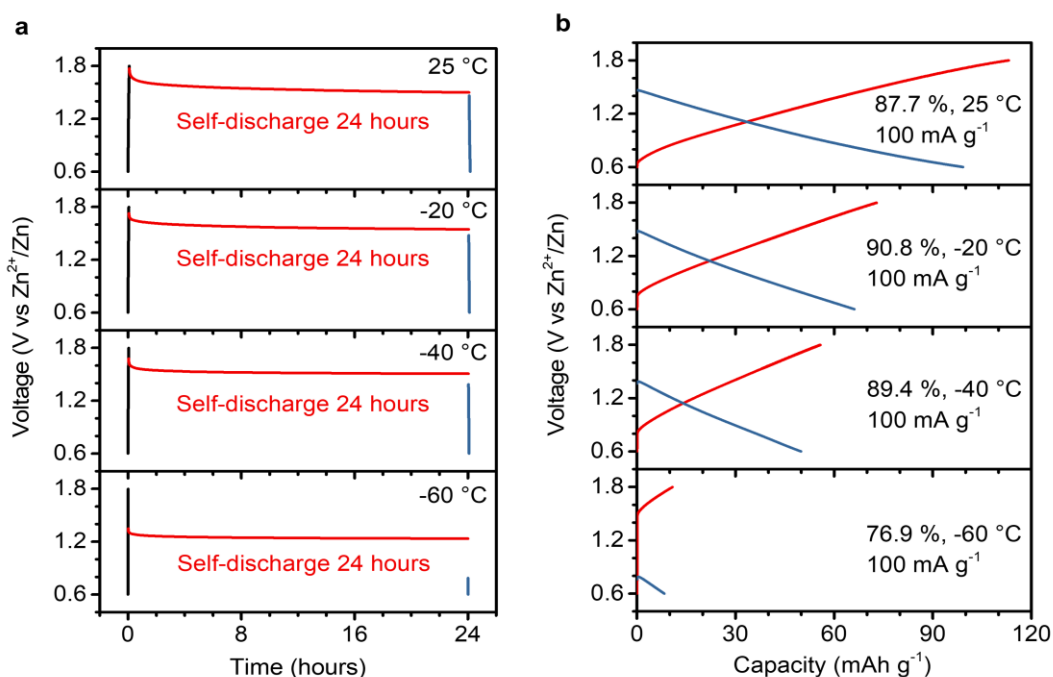 a
25 °C
1.8
1.2
0.6
Self-discharge 24 hours
-20 °C
1.8
1.2
0.6
Self-discharge 24 hours
-40 °C
1.8
1.2
0.6
Self-discharge 24 hours
-60 °C
1.8
1.2
0.6
Self-discharge 24 hours
Voltage (V vs Zn²⁺/Zn)
0 8 16 24
Time (hours)
b
1.8
1.2
0.6
87.7 %, 25 °C
100 mA g⁻¹
1.8
1.2
0.6
90.8 %, -20 °C
100 mA g⁻¹
1.8
1.2
0.6
89.4 %, -40 °C
100 mA g⁻¹
1.8
1.2
0.6
76.9 %, -60 °C
100 mA g⁻¹
Voltage (V vs Zn²⁺/Zn)
0 30 60 90 120
Capacity (mAh g⁻¹)